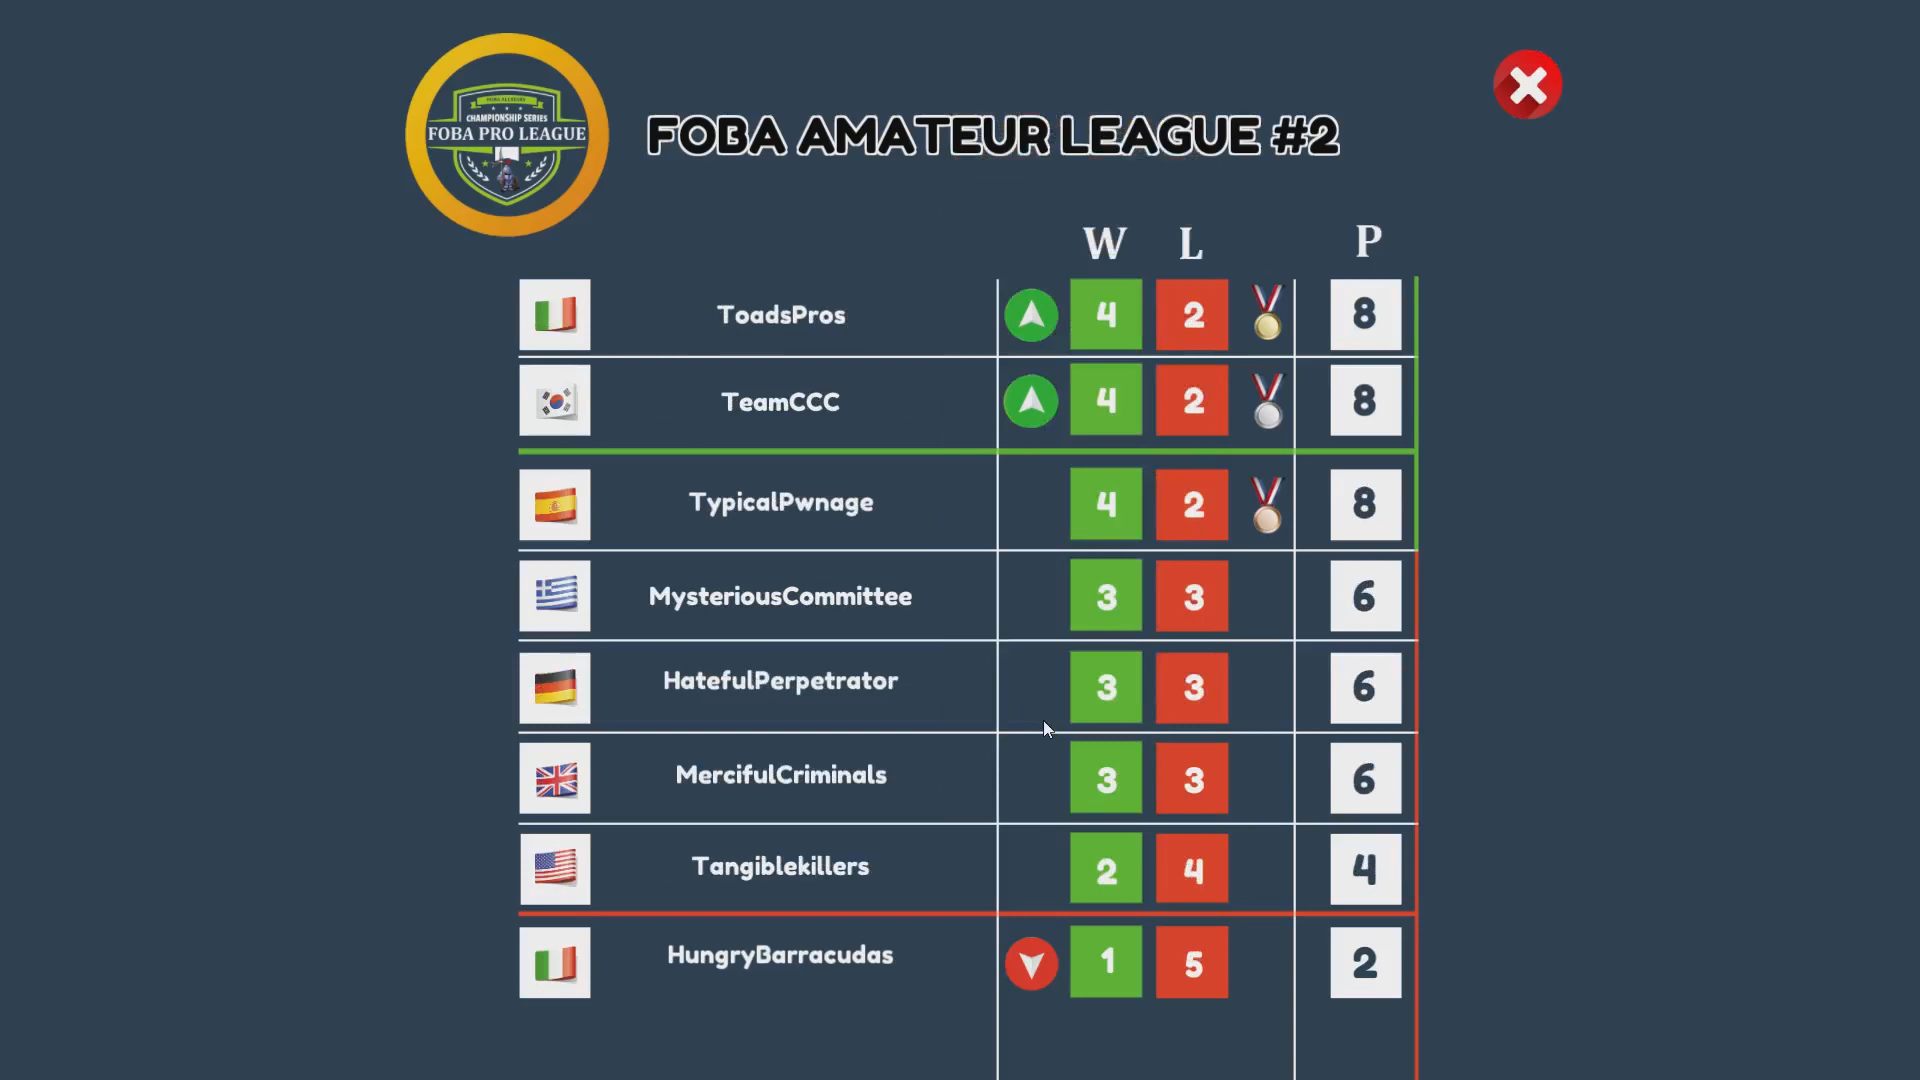 CHAMPIONSHIP SERIES
FOBA PRO LEAGUE
FOBA AMATEUR LEAGUE #2
W L P
ToadsPros 4 2 8
TeamCCC 4 2 8
TypicalPwnage 4 2 8
MysteriousCommittee 3 3 6
HatefulPerpetrator 3 3 6
MercifulCriminals 3 3 6
Tangiblekillers 2 4 4
HungryBarracudas 1 5 2